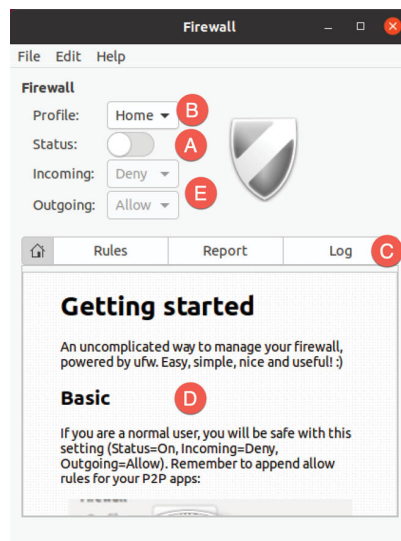 Firewall
File Edit Help
Firewall
Profile: Home B
Status: A
Incoming: Deny
E
Outgoing: Allow
Rules Report Log C
Getting started
An uncomplicated way to manage your firewall,
powered by ufw. Easy, simple, nice and useful! :)
Basic D
If you are a normal user, you will be safe with this
setting (Status=On, Incoming=Deny,
Outgoing=Allow). Remember to append allow
rules for your P2P apps: